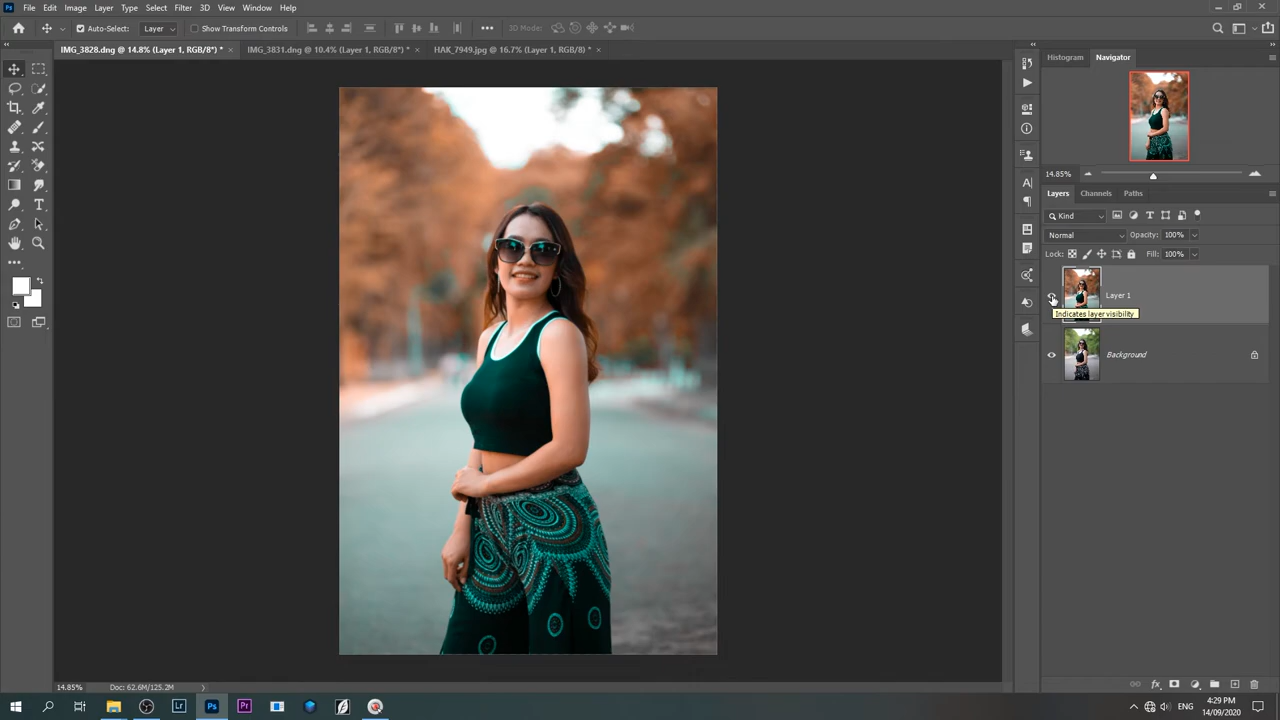 Ps File Edit Image Layer Type Select Filter 3D View Window Help
Auto-Select: Layer Show Transform Controls 3D Mode:
IMG_3828.dng @ 14.8% (Layer 1, RGB/8*) * × IMG_3831.dng @ 10.4% (Layer 1, RGB/8*) * × HAK_7949.jpg @ 16.7% (Layer 1, RGB/8) * ×
Histogram Navigator
14.85%
Layers Channels Paths
Kind
Normal Opacity: 100%
Lock: Fill: 100%
Layer 1
Indicates layer visibility
Background
14.85% Doc: 62.6M/125.2M
Lr Ps Pr ENG 4:29 PM
14/09/2020